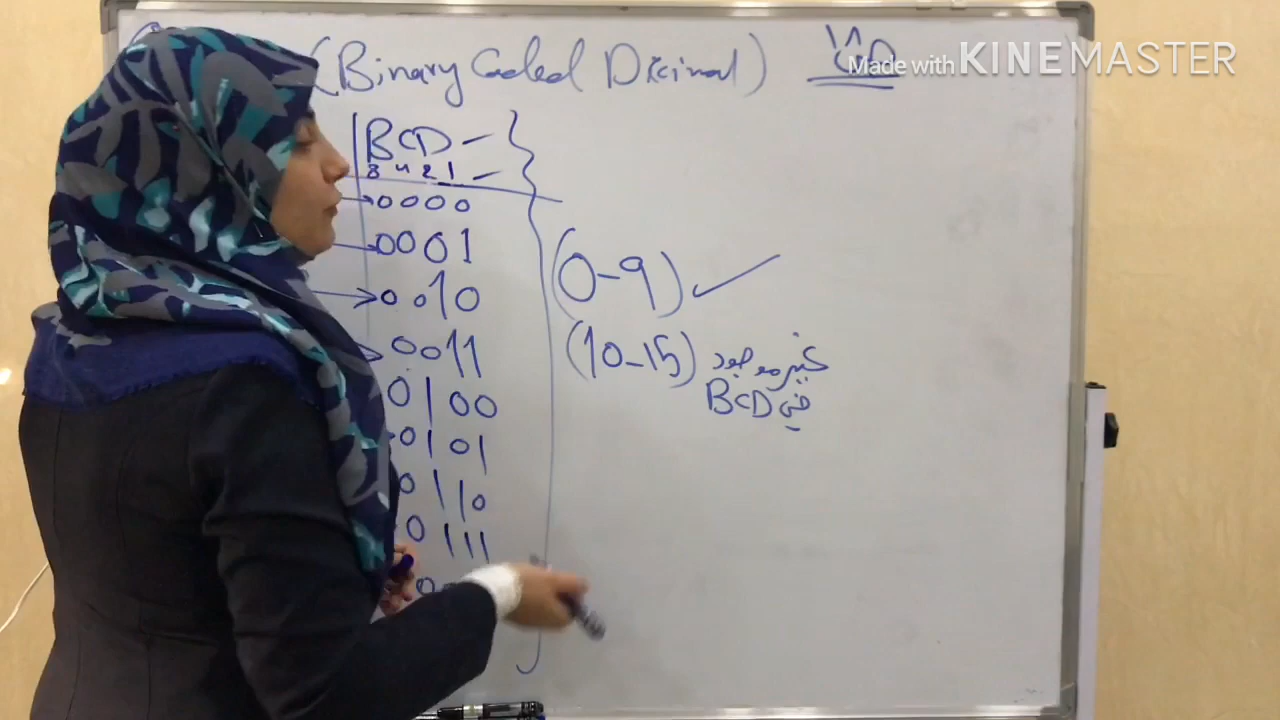 (Binary Coded Decimal)
Made with KINEMASTER
BCD
8 4 2 1
0000
0001
0010
0011
0100
0101
0110
0111
(0-9) ✓
(10-15) غير موجود
في BCD